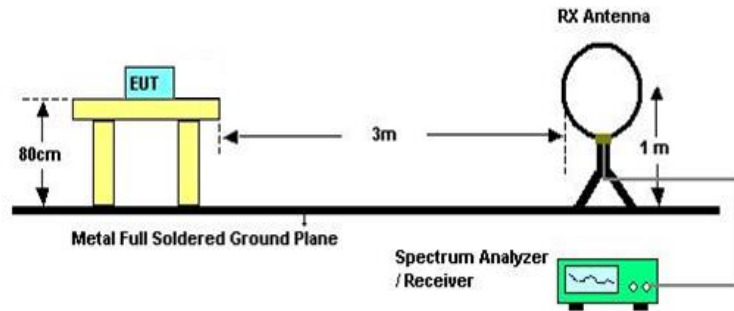 RX Antenna
EUT
3m
80cm
1 m
Metal Full Soldered Ground Plane
Spectrum Analyzer
/ Receiver